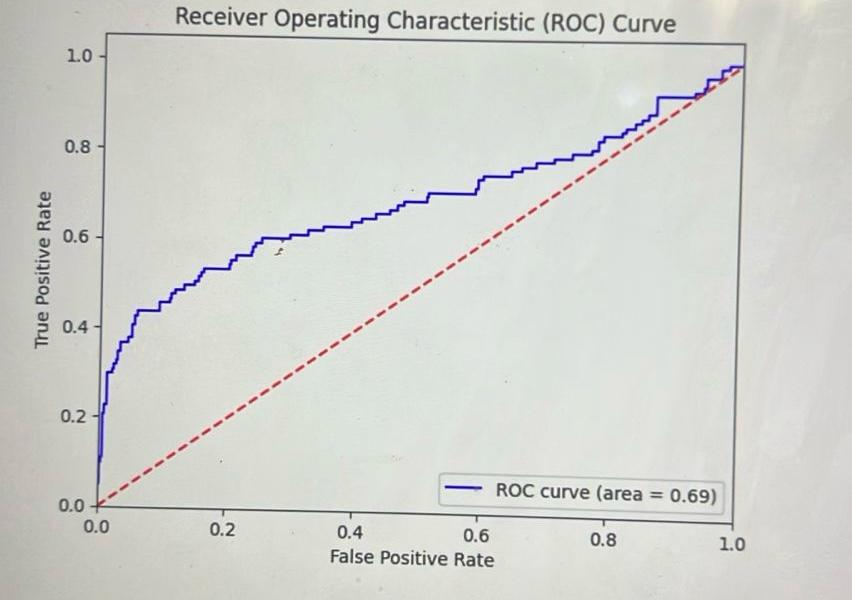 Receiver Operating Characteristic (ROC) Curve
1.0
0.8
0.6
0.4
0.2
0.0
True Positive Rate
0.0 0.2 0.4 0.6 0.8 1.0
False Positive Rate
ROC curve (area = 0.69)